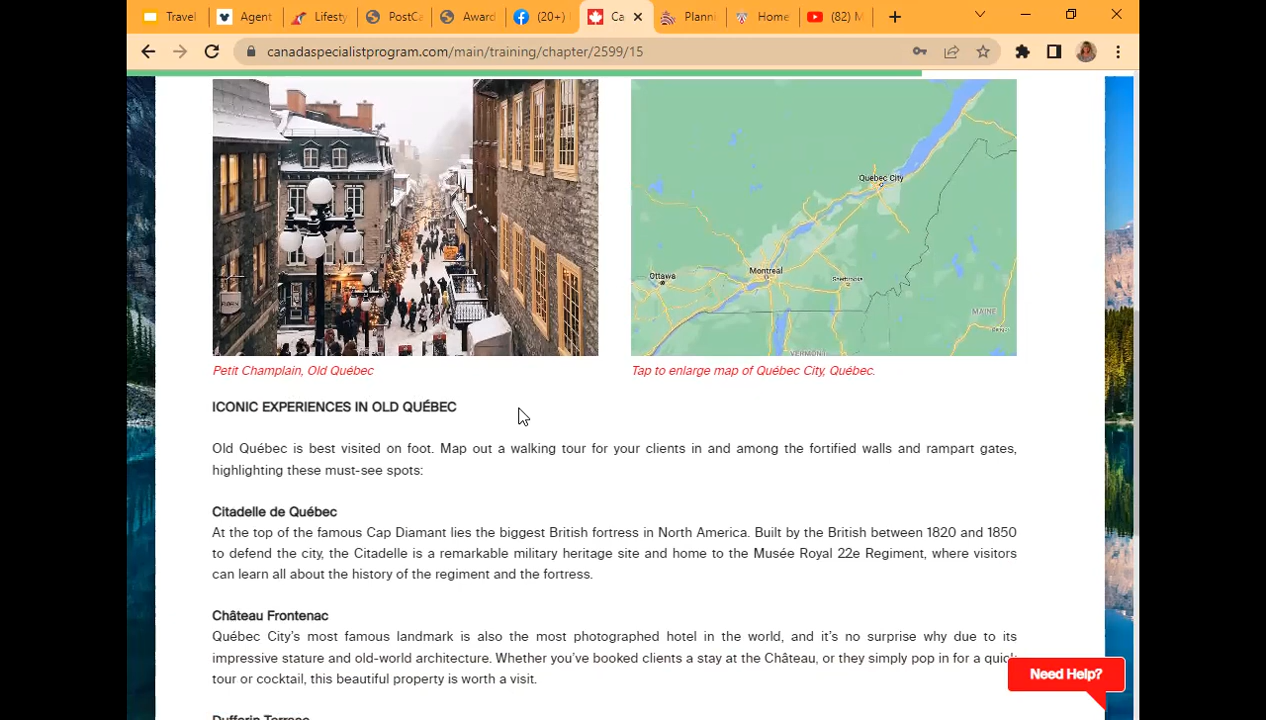 Travel
Agent
Lifesty
PostCa
Award
(20+)
Ca
Planni
Home
(82) M
canadaspecialistprogram.com/main/training/chapter/2599/15
Quebec City
Montreal
Ottawa
Sherbrooke
MAINE
VERMONT
Petit Champlain, Old Québec
Tap to enlarge map of Québec City, Québec.
ICONIC EXPERIENCES IN OLD QUÉBEC
Old Québec is best visited on foot. Map out a walking tour for your clients in and among the fortified walls and rampart gates,
highlighting these must-see spots:
Citadelle de Québec
At the top of the famous Cap Diamant lies the biggest British fortress in North America. Built by the British between 1820 and 1850
to defend the city, the Citadelle is a remarkable military heritage site and home to the Musée Royal 22e Regiment, where visitors
can learn all about the history of the regiment and the fortress.
Château Frontenac
Québec City's most famous landmark is also the most photographed hotel in the world, and it's no surprise why due to its
impressive stature and old-world architecture. Whether you've booked clients a stay at the Château, or they simply pop in for a quick
tour or cocktail, this beautiful property is worth a visit.
Need Help?
Dufferin Terrace